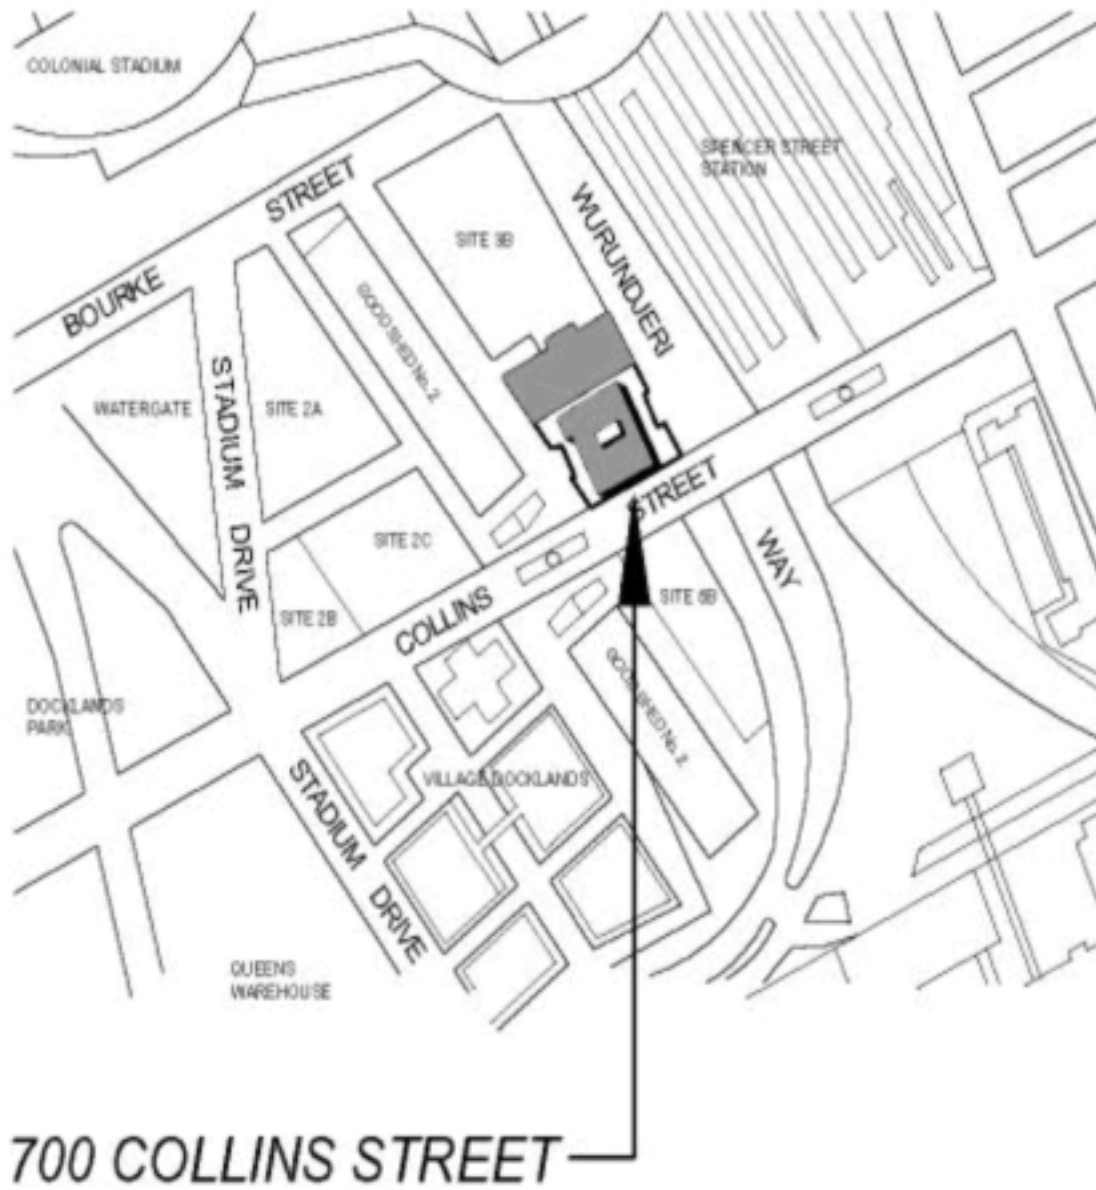 COLONIAL STADIUM
SPENCER STREET
STATION
BOURKE STREET
SITE 3B
WURUNDJERI WAY
GOOD SHED No. 2
WATERGATE
STADIUM DRIVE
SITE 2A
SITE 2C
SITE 2B
COLLINS STREET
SITE 6B
GOOD SHED No. 2
DOCKLANDS
PARK
VILLAGE DOCKLANDS
STADIUM DRIVE
QUEENS
WAREHOUSE
700 COLLINS STREET